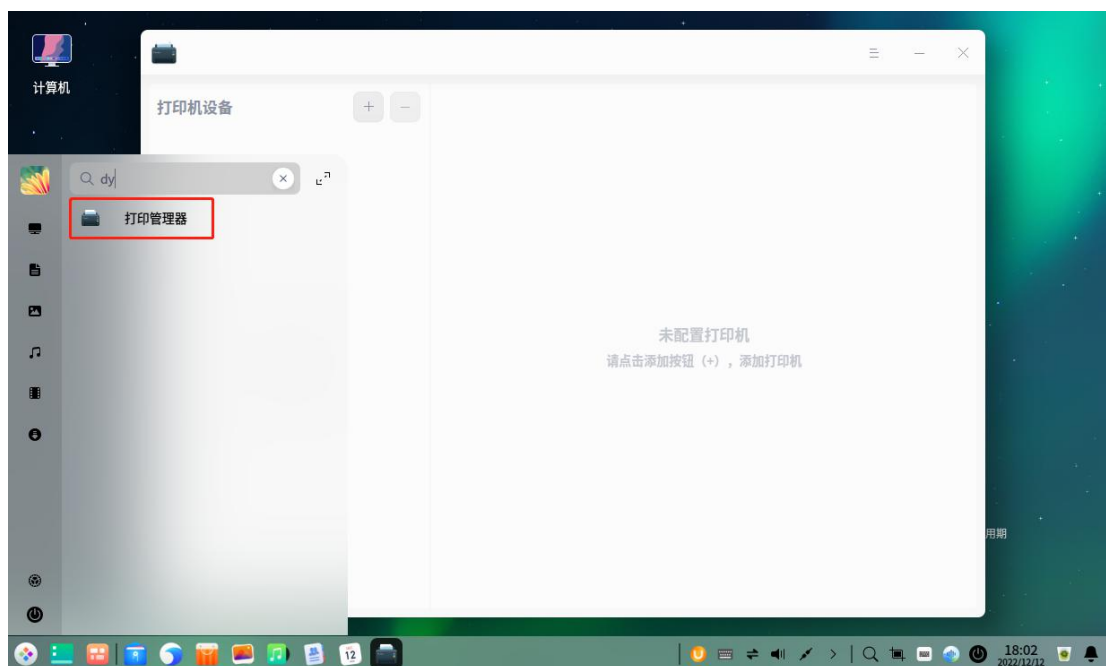 计算机
打印机设备
dy
打印管理器
未配置打印机
请点击添加按钮（+），添加打印机
用期
12
18:02
2022/12/12